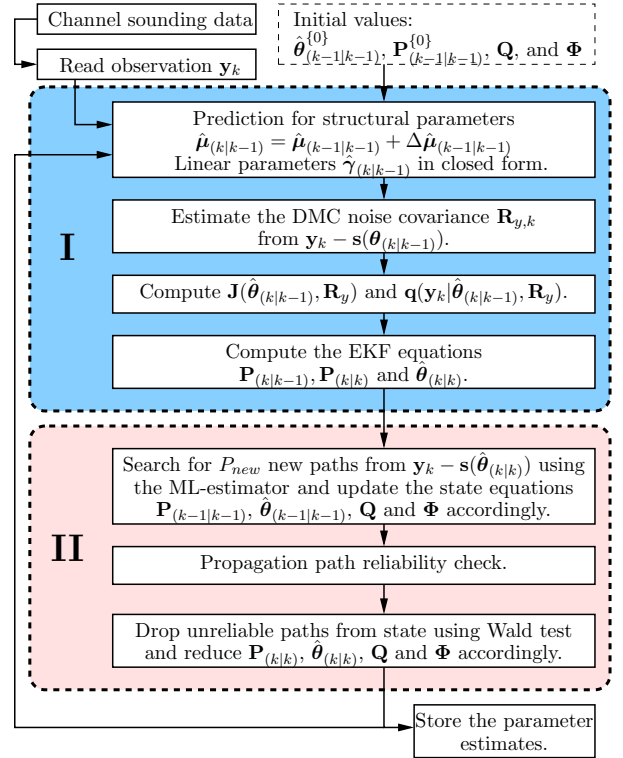 Channel sounding data
Read observation y_k
Initial values:
θ̂^{0}_(k−1|k−1), P^{0}_(k−1|k−1), Q, and Φ
I
Prediction for structural parameters
μ̂_(k|k−1) = μ̂_(k−1|k−1) + Δμ̂_(k−1|k−1)
Linear parameters γ̂_(k|k−1) in closed form.
Estimate the DMC noise covariance R_y,k
from y_k − s(θ_(k|k−1)).
Compute J(θ̂_(k|k−1), R_y) and q(y_k|θ̂_(k|k−1), R_y).
Compute the EKF equations
P_(k|k−1), P_(k|k) and θ̂_(k|k).
II
Search for P_new new paths from y_k − s(θ̂_(k|k)) using
the ML-estimator and update the state equations
P_(k−1|k−1), θ̂_(k−1|k−1), Q and Φ accordingly.
Propagation path reliability check.
Drop unreliable paths from state using Wald test
and reduce P_(k|k), θ̂_(k|k), Q and Φ accordingly.
Store the parameter
estimates.